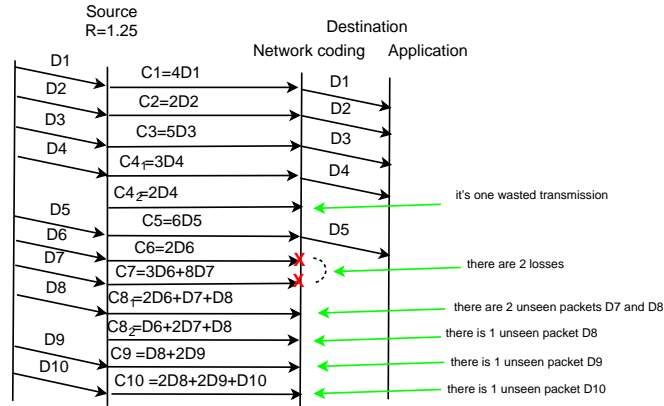 Source
R=1.25
Destination
Network coding
Application
D1
C1=4D1
D1
D2
C2=2D2
D2
D3
C3=5D3
D3
D4
C4₁=3D4
D4
C4₂=2D4
it's one wasted transmission
D5
C5=6D5
D5
D6
C6=2D6
X
D7
C7=3D6+8D7
X
there are 2 losses
D8
C8₁=2D6+D7+D8
there are 2 unseen packets D7 and D8
C8₂=D6+2D7+D8
there is 1 unseen packet D8
D9
C9 =D8+2D9
there is 1 unseen packet D9
D10
C10 =2D8+2D9+D10
there is 1 unseen packet D10